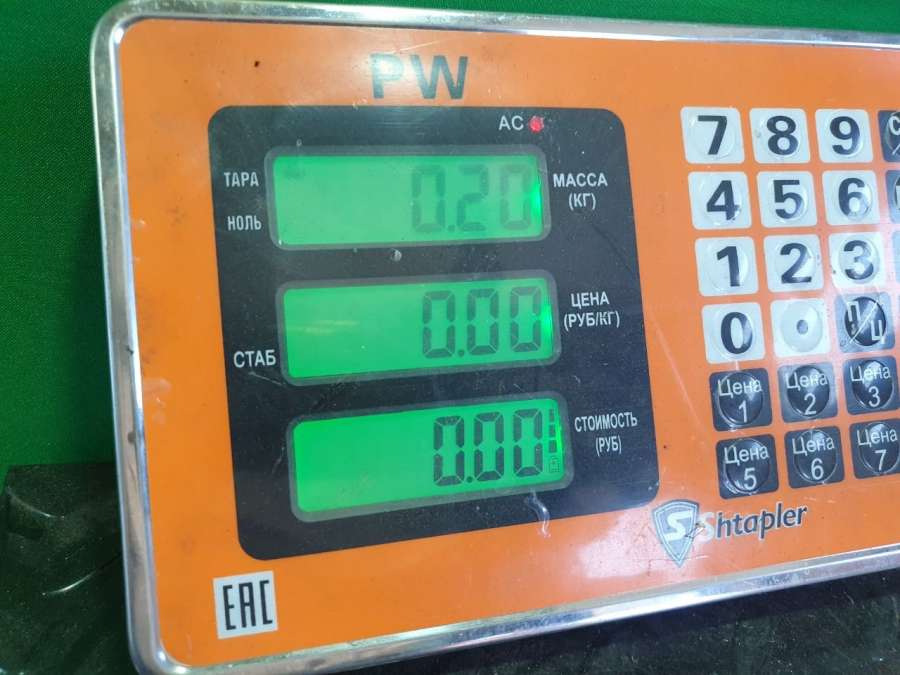 PW
AC
ТАРА
НОЛЬ
0.20
МАССА
(КГ)
СТАБ
0.00
ЦЕНА
(РУБ/КГ)
0.00
СТОИМОСТЬ
(РУБ)
7 8 9
4 5 6
1 2 3
0 .
Цена 1
Цена 2
Цена 3
Цена 5
Цена 6
Цена 7
Shtapler
EAC